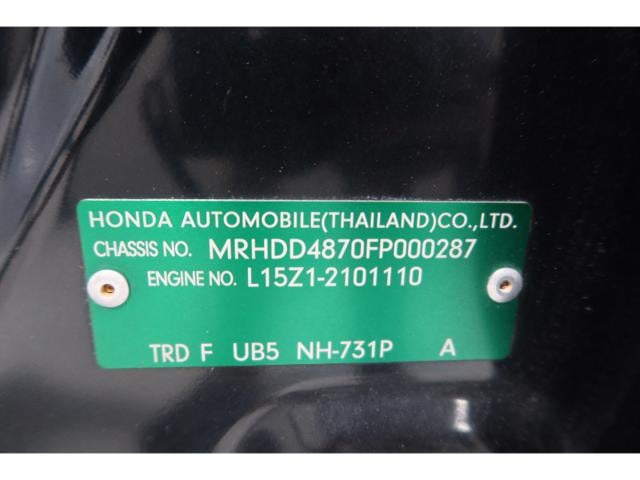 HONDA AUTOMOBILE(THAILAND)CO.,LTD.
CHASSIS NO. MRHDD4870FP000287
ENGINE NO. L15Z1-2101110
TRD F UB5 NH-731P A